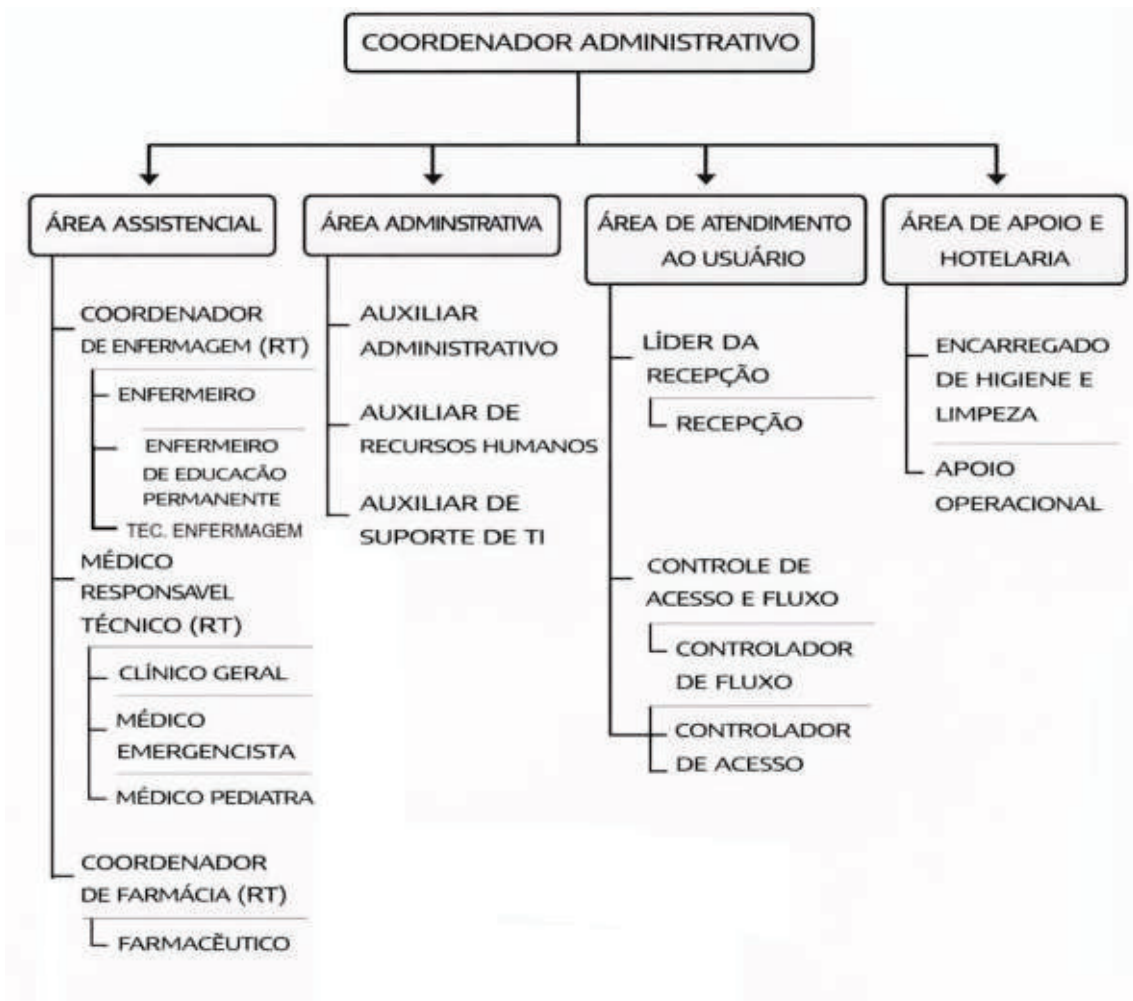 COORDENADOR ADMINISTRATIVO
ÁREA ASSISTENCIAL
COORDENADOR
DE ENFERMAGEM (RT)
ENFERMEIRO
ENFERMEIRO
DE EDUCACÃO
PERMANENTE
TEC. ENFERMAGEM
MÉDICO
RESPONSAVEL
TÉCNICO (RT)
CLÍNICO GERAL
MÉDICO
EMERGENCISTA
MÉDICO PEDIATRA
COORDENADOR
DE FARMÁCIA (RT)
FARMACẼUTICO
ÁREA ADMINSTRATIVA
AUXILIAR
ADMINISTRATIVO
AUXILIAR DE
RECURSOS HUMANOS
AUXILIAR DE
SUPORTE DE TI
ÁREA DE ATENDIMENTO
AO USUÁRIO
LÍDER DA
RECEPÇÃO
RECEPÇÃO
CONTROLE DE
ACESSO E FLUXO
CONTROLADOR
DE FLUXO
CONTROLADOR
DE ACESSO
ÁREA DE APOIO E
HOTELARIA
ENCARREGADO
DE HIGIENE E
LIMPEZA
APOIO
OPERACIONAL